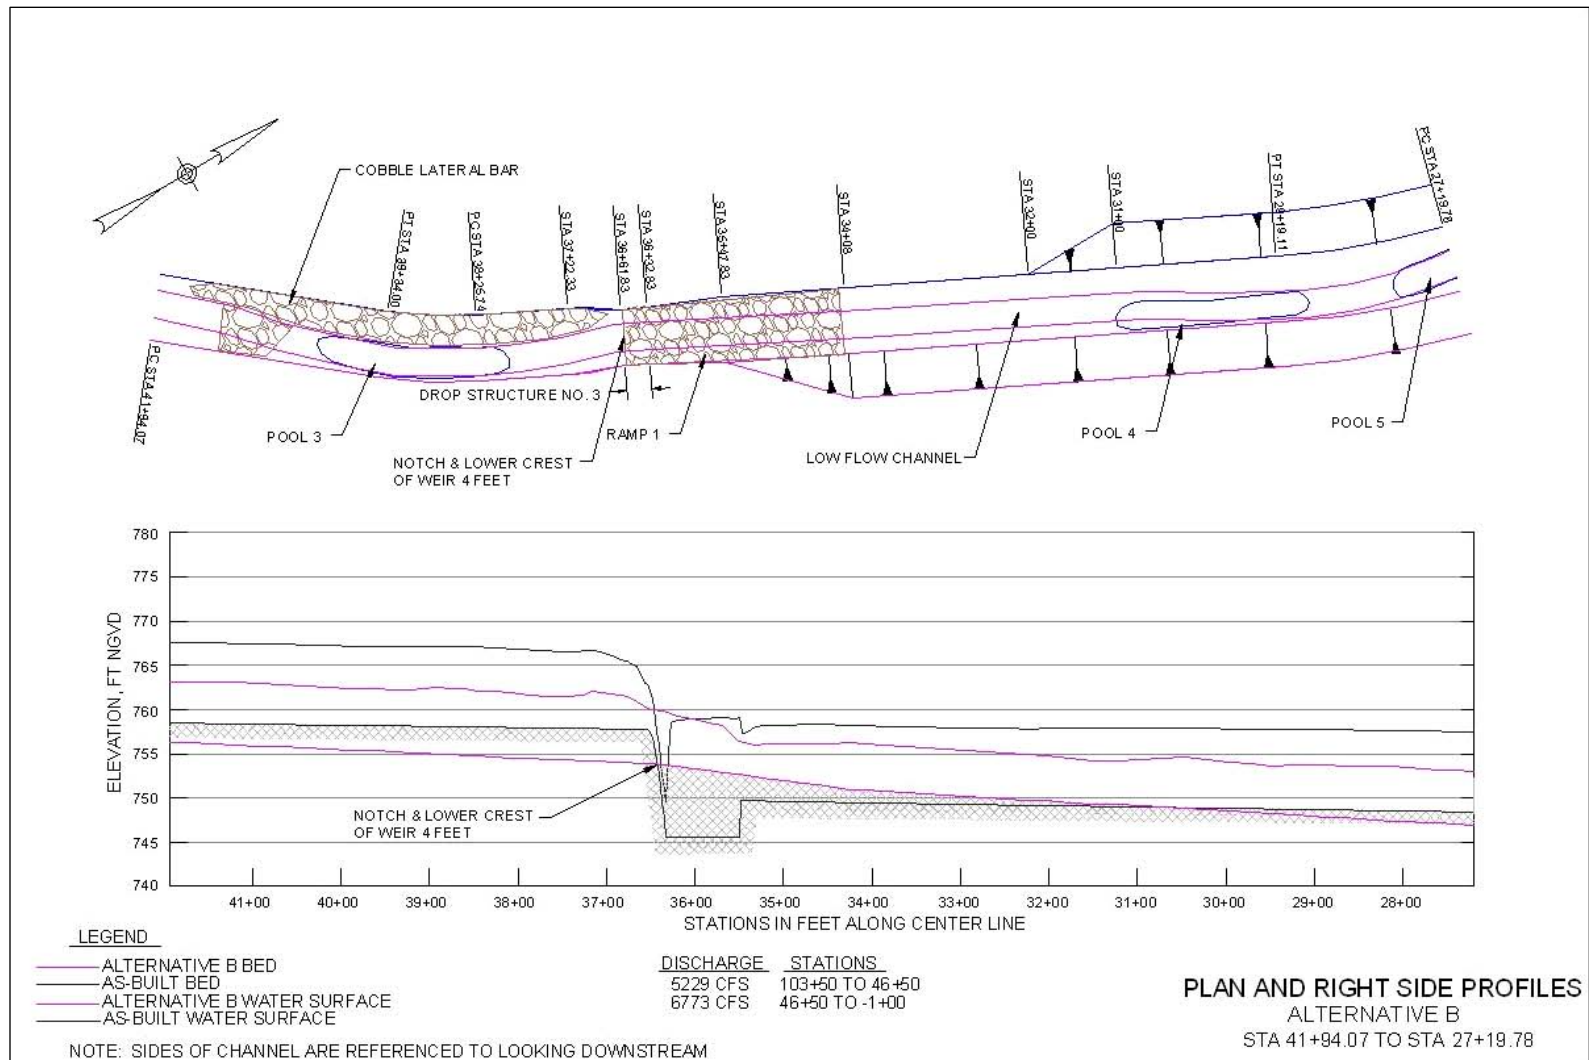 COBBLE LATERAL BAR
PT STA 39+34.00
PC STA 38+25.74
STA 37+22.33
STA 36+61.83
STA 36+32.83
STA 35+47.83
STA 34+08
STA 32+00
STA 31+00
PT STA 29+19.11
PC STA 27+19.78
PC STA 41+94.07
POOL 3
DROP STRUCTURE NO. 3
NOTCH & LOWER CREST
OF WEIR 4 FEET
RAMP 1
LOW FLOW CHANNEL
POOL 4
POOL 5
ELEVATION, FT NGVD
780
775
770
765
760
755
750
745
740
NOTCH & LOWER CREST
OF WEIR 4 FEET
41+00 40+00 39+00 38+00 37+00 36+00 35+00 34+00 33+00 32+00 31+00 30+00 29+00 28+00
STATIONS IN FEET ALONG CENTER LINE
LEGEND
ALTERNATIVE B BED
AS-BUILT BED
ALTERNATIVE B WATER SURFACE
AS-BUILT WATER SURFACE
DISCHARGE STATIONS
5229 CFS 103+50 TO 46+50
6773 CFS 46+50 TO -1+00
NOTE: SIDES OF CHANNEL ARE REFERENCED TO LOOKING DOWNSTREAM
PLAN AND RIGHT SIDE PROFILES
ALTERNATIVE B
STA 41+94.07 TO STA 27+19.78